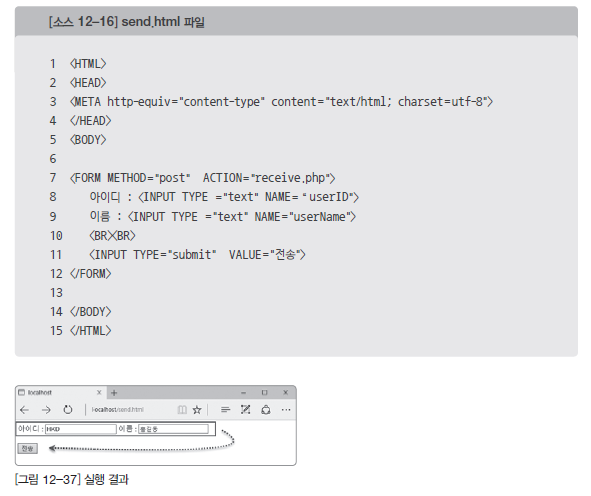 [소스 12-16] send.html 파일
1 <HTML>
2 <HEAD>
3 <META http-equiv="content-type" content="text/html; charset=utf-8">
4 </HEAD>
5 <BODY>
6
7 <FORM METHOD="post" ACTION="receive.php">
8 아이디 : <INPUT TYPE ="text" NAME= "userID">
9 이름 : <INPUT TYPE ="text" NAME="userName">
10 <BR><BR>
11 <INPUT TYPE="submit" VALUE="전송">
12 </FORM>
13
14 </BODY>
15 </HTML>
localhost
localhost/send.html
아이디 : HKD 이름 : 홍길동
전송
[그림 12-37] 실행 결과